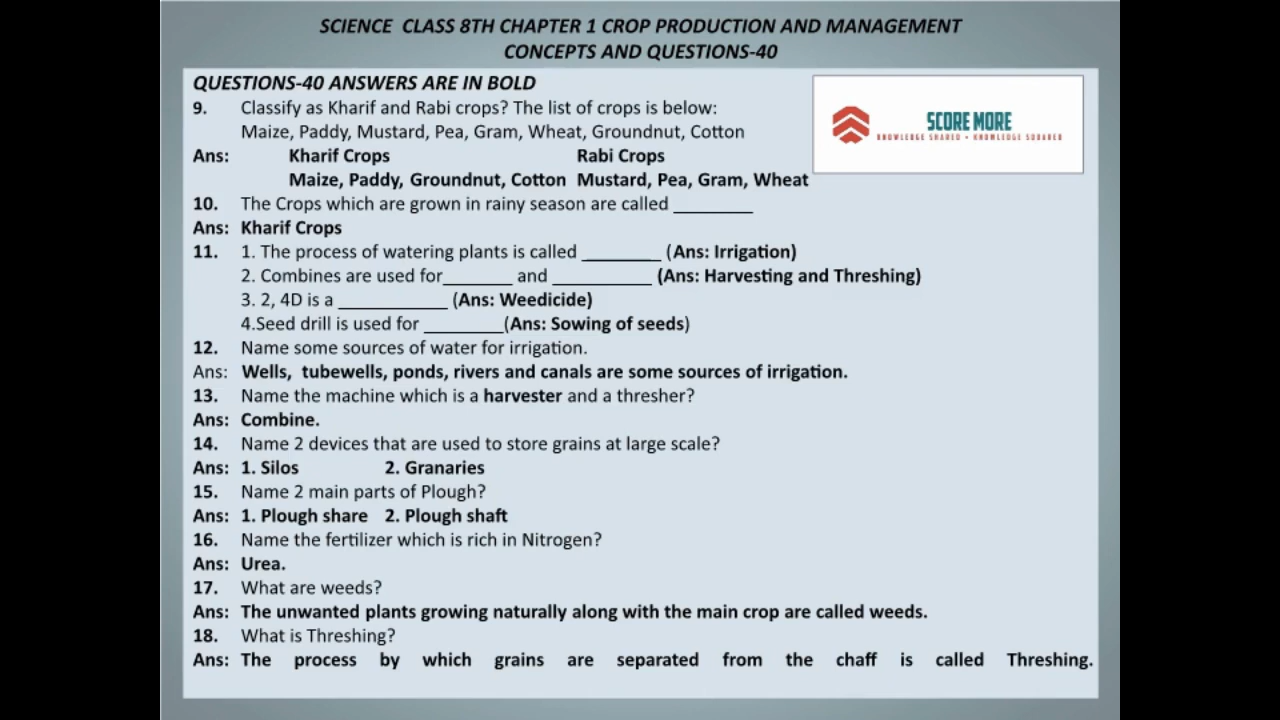 SCIENCE CLASS 8TH CHAPTER 1 CROP PRODUCTION AND MANAGEMENT
CONCEPTS AND QUESTIONS-40
QUESTIONS-40 ANSWERS ARE IN BOLD
SCORE MORE
KNOWLEDGE SHARED • KNOWLEDGE SQUARED
9. Classify as Kharif and Rabi crops? The list of crops is below:
Maize, Paddy, Mustard, Pea, Gram, Wheat, Groundnut, Cotton
Ans: Kharif Crops Rabi Crops
Maize, Paddy, Groundnut, Cotton Mustard, Pea, Gram, Wheat
10. The Crops which are grown in rainy season are called ________
Ans: Kharif Crops
11. 1. The process of watering plants is called ________ (Ans: Irrigation)
2. Combines are used for_______ and __________ (Ans: Harvesting and Threshing)
3. 2, 4D is a ___________ (Ans: Weedicide)
4.Seed drill is used for ________(Ans: Sowing of seeds)
12. Name some sources of water for irrigation.
Ans: Wells, tubewells, ponds, rivers and canals are some sources of irrigation.
13. Name the machine which is a harvester and a thresher?
Ans: Combine.
14. Name 2 devices that are used to store grains at large scale?
Ans: 1. Silos 2. Granaries
15. Name 2 main parts of Plough?
Ans: 1. Plough share 2. Plough shaft
16. Name the fertilizer which is rich in Nitrogen?
Ans: Urea.
17. What are weeds?
Ans: The unwanted plants growing naturally along with the main crop are called weeds.
18. What is Threshing?
Ans: The process by which grains are separated from the chaff is called Threshing.